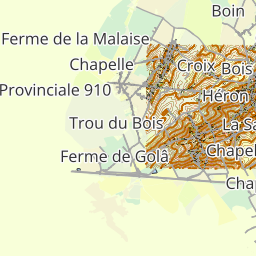 Boin
Ferme de la Malaise
Chapelle
Croix Bois
Provinciale 910
Héron
Trou du Bois
La Sa
Ferme de Golâ
Chapel
Cha